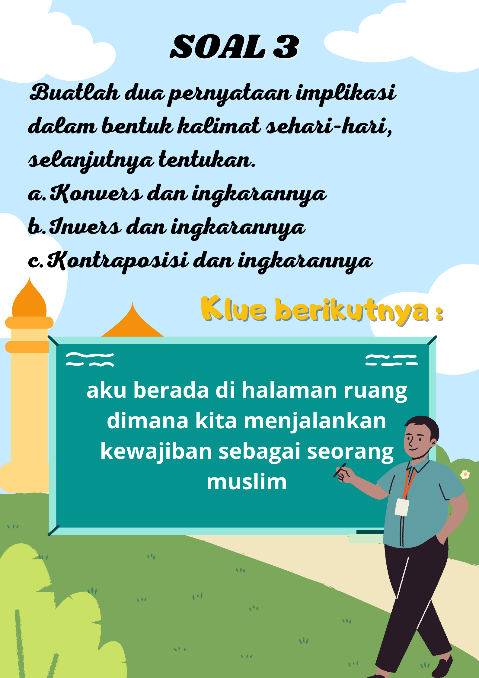 SOAL 3
Buatlah dua pernyataan implikasi
dalam bentuk kalimat sehari-hari,
selanjutnya tentukan.
a. Konvers dan ingkarannya
b. Invers dan ingkarannya
c. Kontraposisi dan ingkarannya
Klue berikutnya :
aku berada di halaman ruang
dimana kita menjalankan
kewajiban sebagai seorang
muslim